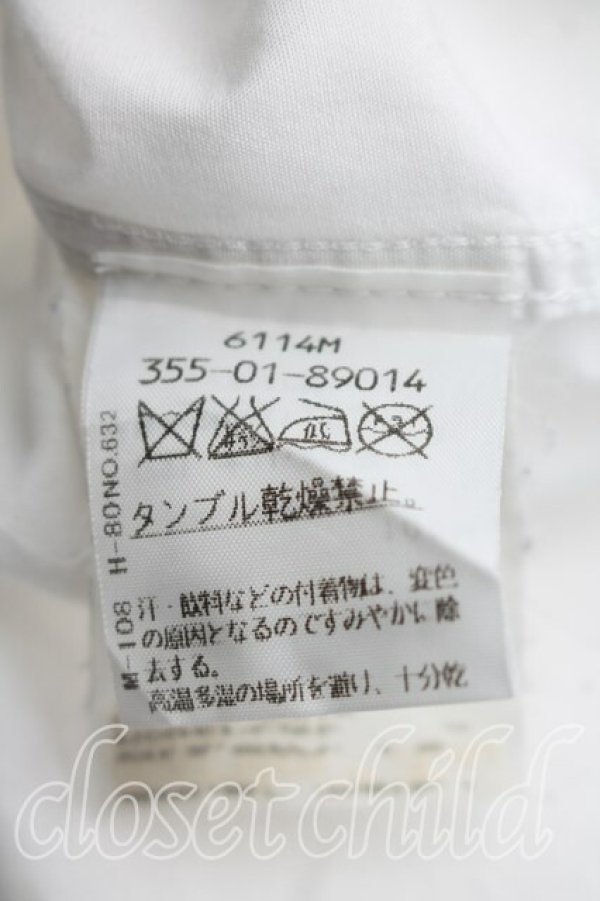 6114M
355-01-89014
タンブル乾燥禁止。
汗・飲料などの付着物は、変色
の原因となるのですみやかに除
去する。
高温多湿の場所を避け、十分乾
M-108 H-80NO.632
closet child